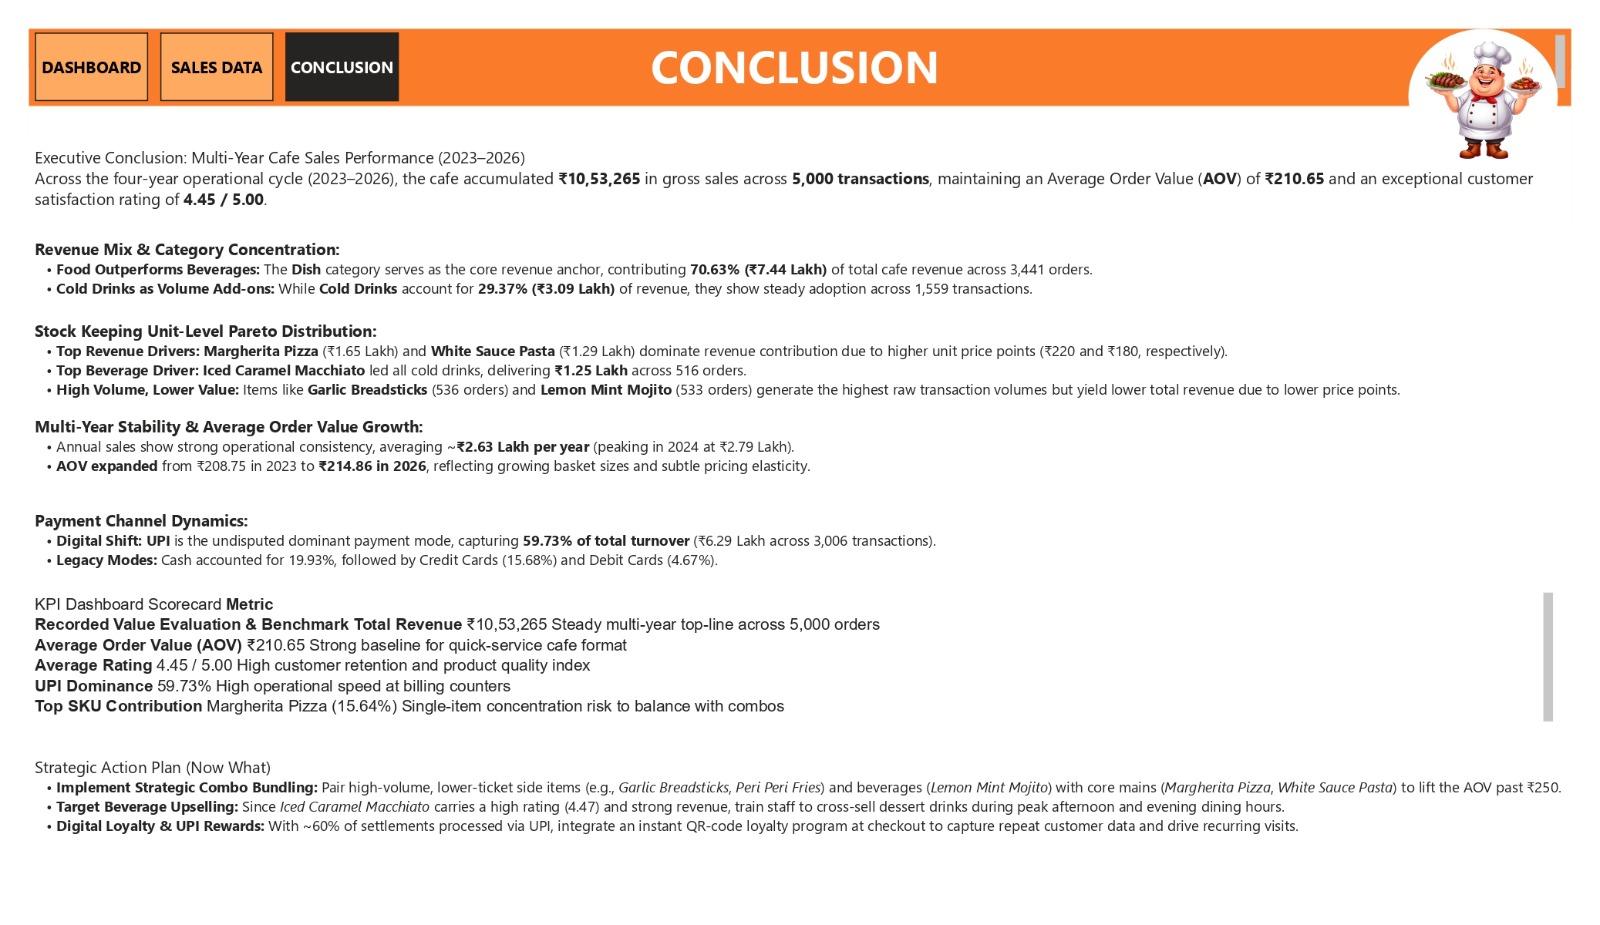 DASHBOARD
SALES DATA
CONCLUSION
CONCLUSION
Executive Conclusion: Multi-Year Cafe Sales Performance (2023–2026)
Across the four-year operational cycle (2023–2026), the cafe accumulated ₹10,53,265 in gross sales across 5,000 transactions, maintaining an Average Order Value (AOV) of ₹210.65 and an exceptional customer
satisfaction rating of 4.45 / 5.00.
Revenue Mix & Category Concentration:
• Food Outperforms Beverages: The Dish category serves as the core revenue anchor, contributing 70.63% (₹7.44 Lakh) of total cafe revenue across 3,441 orders.
• Cold Drinks as Volume Add-ons: While Cold Drinks account for 29.37% (₹3.09 Lakh) of revenue, they show steady adoption across 1,559 transactions.
Stock Keeping Unit-Level Pareto Distribution:
• Top Revenue Drivers: Margherita Pizza (₹1.65 Lakh) and White Sauce Pasta (₹1.29 Lakh) dominate revenue contribution due to higher unit price points (₹220 and ₹180, respectively).
• Top Beverage Driver: Iced Caramel Macchiato led all cold drinks, delivering ₹1.25 Lakh across 516 orders.
• High Volume, Lower Value: Items like Garlic Breadsticks (536 orders) and Lemon Mint Mojito (533 orders) generate the highest raw transaction volumes but yield lower total revenue due to lower price points.
Multi-Year Stability & Average Order Value Growth:
• Annual sales show strong operational consistency, averaging ~₹2.63 Lakh per year (peaking in 2024 at ₹2.79 Lakh).
• AOV expanded from ₹208.75 in 2023 to ₹214.86 in 2026, reflecting growing basket sizes and subtle pricing elasticity.
Payment Channel Dynamics:
• Digital Shift: UPI is the undisputed dominant payment mode, capturing 59.73% of total turnover (₹6.29 Lakh across 3,006 transactions).
• Legacy Modes: Cash accounted for 19.93%, followed by Credit Cards (15.68%) and Debit Cards (4.67%).
KPI Dashboard Scorecard Metric
Recorded Value Evaluation & Benchmark Total Revenue ₹10,53,265 Steady multi-year top-line across 5,000 orders
Average Order Value (AOV) ₹210.65 Strong baseline for quick-service cafe format
Average Rating 4.45 / 5.00 High customer retention and product quality index
UPI Dominance 59.73% High operational speed at billing counters
Top SKU Contribution Margherita Pizza (15.64%) Single-item concentration risk to balance with combos
Strategic Action Plan (Now What)
• Implement Strategic Combo Bundling: Pair high-volume, lower-ticket side items (e.g., Garlic Breadsticks, Peri Peri Fries) and beverages (Lemon Mint Mojito) with core mains (Margherita Pizza, White Sauce Pasta) to lift the AOV past ₹250.
• Target Beverage Upselling: Since Iced Caramel Macchiato carries a high rating (4.47) and strong revenue, train staff to cross-sell dessert drinks during peak afternoon and evening dining hours.
• Digital Loyalty & UPI Rewards: With ~60% of settlements processed via UPI, integrate an instant QR-code loyalty program at checkout to capture repeat customer data and drive recurring visits.